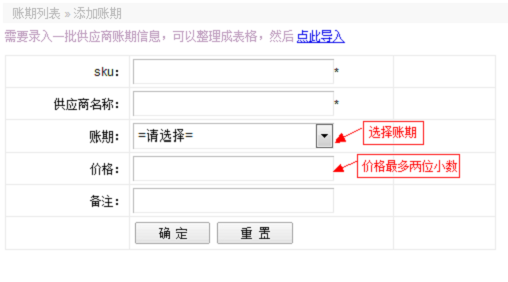 账期列表 » 添加账期
需要录入一批供应商账期信息，可以整理成表格，然后 点此导入
sku： *
供应商名称： *
账期： =请选择= 选择账期
价格： 价格最多两位小数
备注：
确 定 重 置